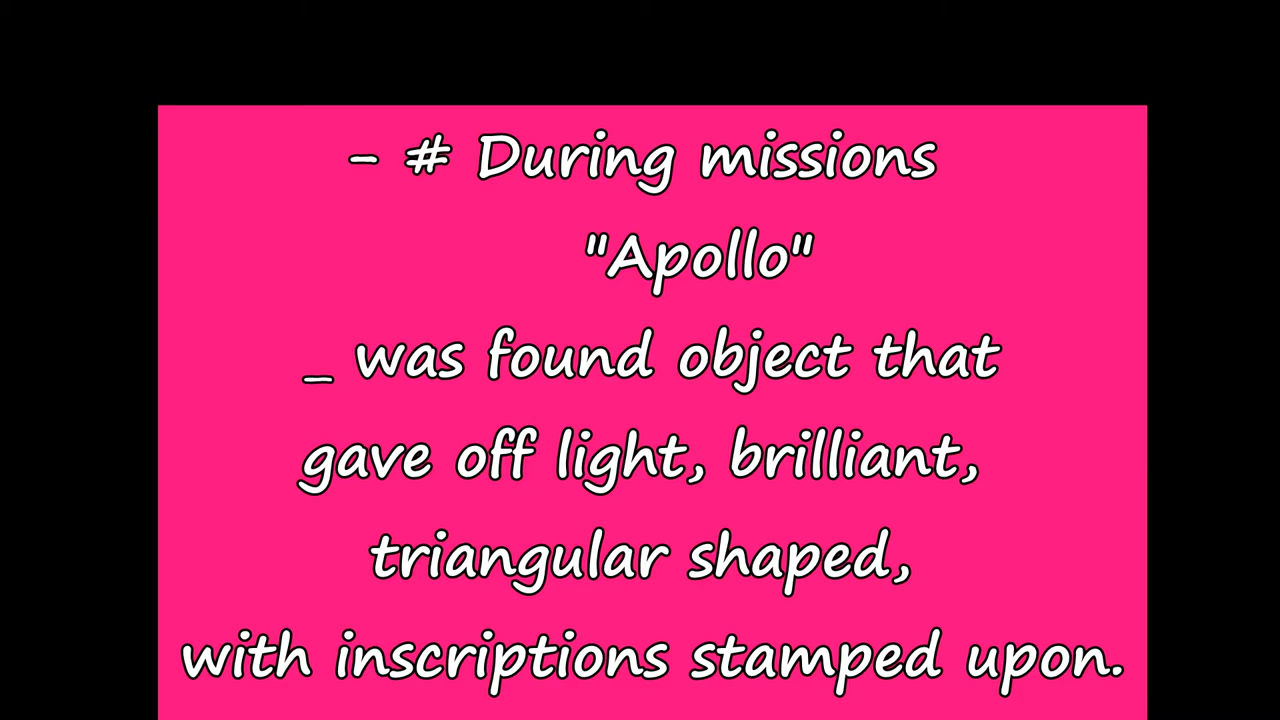 - # During missions
"Apollo"
_ was found object that
gave off light, brilliant,
triangular shaped,
with inscriptions stamped upon.